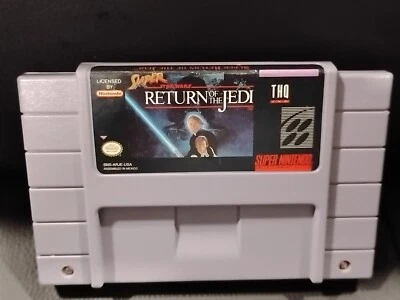 LICENSED
BY
Nintendo
SUPER
STAR WARS
RETURN OF THE JEDI
THQ
SUPER NINTENDO
SNS-ARJE-USA
ASSEMBLED IN MEXICO